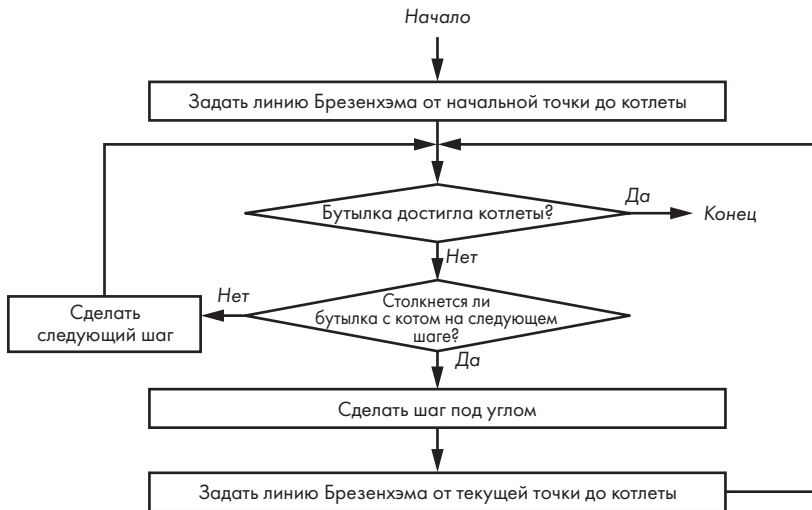 Начало
Задать линию Брезенхэма от начальной точки до котлеты
Да
Бутылка достигла котлеты?
Конец
Нет
Нет
Столкнется ли
бутылка с котом на следующем
шаге?
Сделать
следующий шаг
Да
Сделать шаг под углом
Задать линию Брезенхэма от текущей точки до котлеты